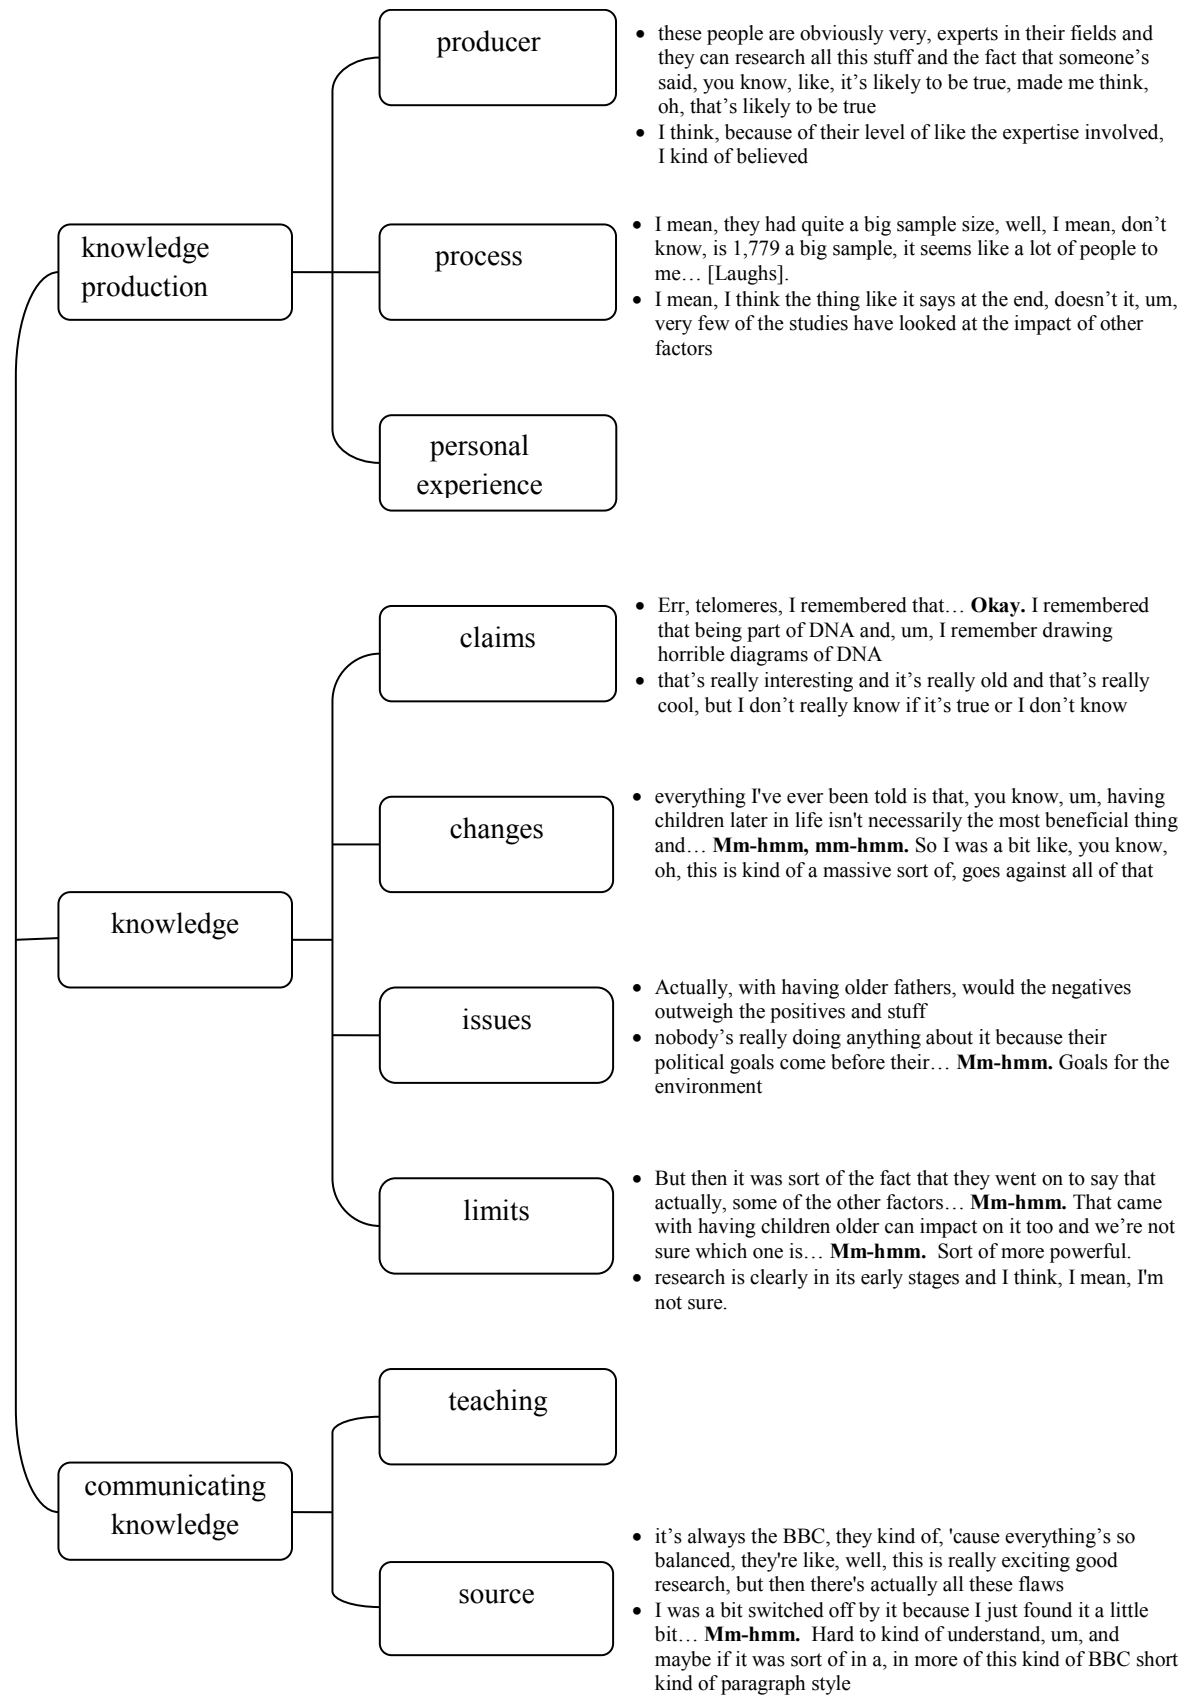 producer
• these people are obviously very, experts in their fields and
they can research all this stuff and the fact that someone’s
said, you know, like, it’s likely to be true, made me think,
oh, that’s likely to be true
• I think, because of their level of like the expertise involved,
I kind of believed
knowledge
production
process
• I mean, they had quite a big sample size, well, I mean, don’t
know, is 1,779 a big sample, it seems like a lot of people to
me… [Laughs].
• I mean, I think the thing like it says at the end, doesn’t it, um,
very few of the studies have looked at the impact of other
factors
personal
experience
claims
• Err, telomeres, I remembered that… Okay. I remembered
that being part of DNA and, um, I remember drawing
horrible diagrams of DNA
• that’s really interesting and it’s really old and that’s really
cool, but I don’t really know if it’s true or I don’t know
changes
• everything I've ever been told is that, you know, um, having
children later in life isn't necessarily the most beneficial thing
and… Mm-hmm, mm-hmm. So I was a bit like, you know,
oh, this is kind of a massive sort of, goes against all of that
knowledge
issues
• Actually, with having older fathers, would the negatives
outweigh the positives and stuff
• nobody’s really doing anything about it because their
political goals come before their… Mm-hmm. Goals for the
environment
limits
• But then it was sort of the fact that they went on to say that
actually, some of the other factors… Mm-hmm. That came
with having children older can impact on it too and we’re not
sure which one is… Mm-hmm.  Sort of more powerful.
• research is clearly in its early stages and I think, I mean, I'm
not sure.
teaching
communicating
knowledge
source
• it’s always the BBC, they kind of, 'cause everything’s so
balanced, they're like, well, this is really exciting good
research, but then there's actually all these flaws
• I was a bit switched off by it because I just found it a little
bit… Mm-hmm.  Hard to kind of understand, um, and
maybe if it was sort of in a, in more of this kind of BBC short
kind of paragraph style